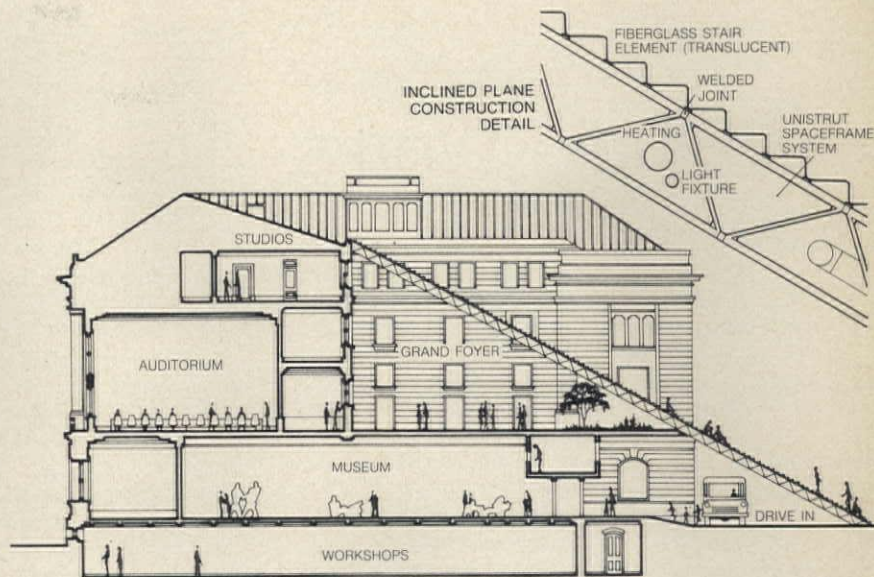 FIBERGLASS STAIR
ELEMENT (TRANSLUCENT)
INCLINED PLANE
CONSTRUCTION
DETAIL
WELDED
JOINT
HEATING
UNISTRUT
SPACEFRAME
SYSTEM
LIGHT
FIXTURE
STUDIOS
GRAND FOYER
AUDITORIUM
MUSEUM
DRIVE IN
WORKSHOPS